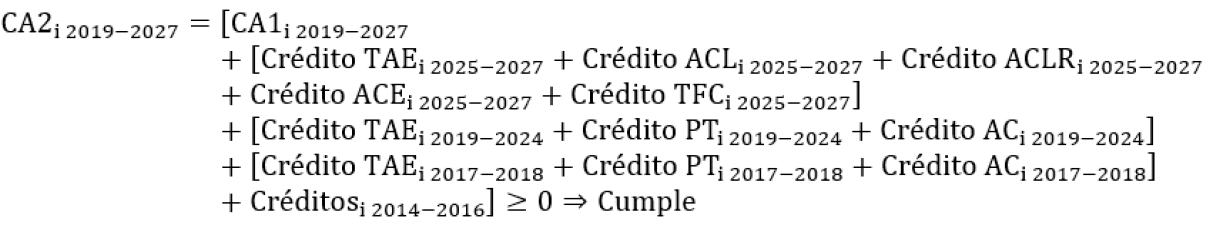 CA2i 2019−2027 = [CA1i 2019−2027
+ [Crédito TAEi 2025−2027 + Crédito ACLi 2025−2027 + Crédito ACLRi 2025−2027
+ Crédito ACEi 2025−2027 + Crédito TFCi 2025−2027]
+ [Crédito TAEi 2019−2024 + Crédito PTi 2019−2024 + Crédito ACi 2019−2024]
+ [Crédito TAEi 2017−2018 + Crédito PTi 2017−2018 + Crédito ACi 2017−2018]
+ Créditosi 2014−2016] ≥ 0 ⇒ Cumple